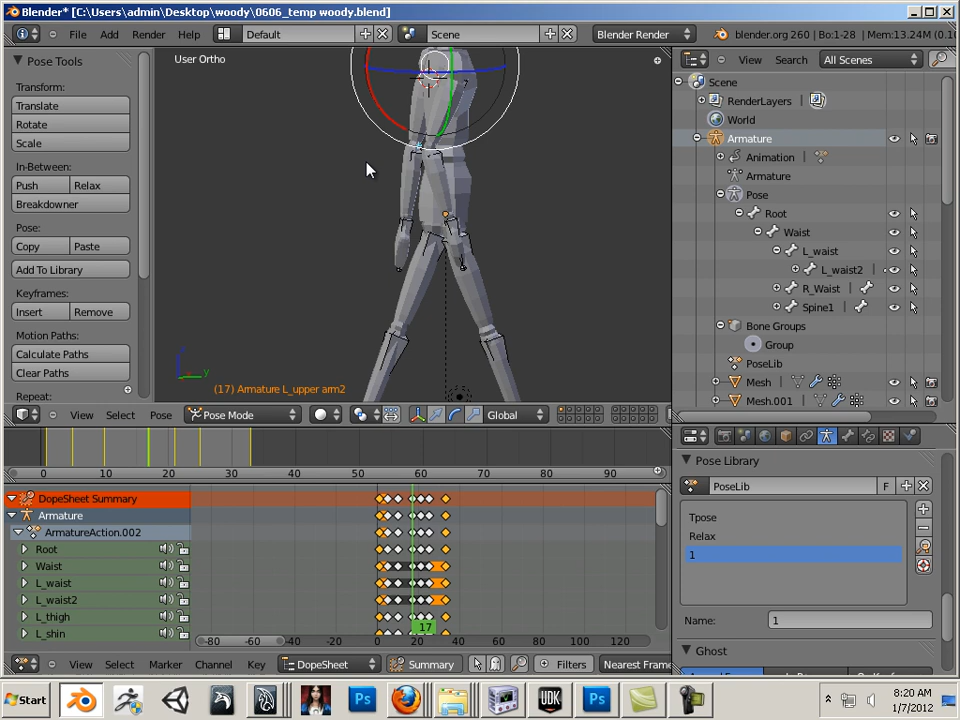 Blender* [C:\Users\admin\Desktop\woody\0606_temp woody.blend]
File Add Render Help Default Scene Blender Render blender.org 260 | Bo:1-28 | Mem:13.24M (0.1
Pose Tools
Transform:
Translate
Rotate
Scale
In-Between:
Push Relax
Breakdowner
Pose:
Copy Paste
Add To Library
Keyframes:
Insert Remove
Motion Paths:
Calculate Paths
Clear Paths
Repeat:
User Ortho
y
(17) Armature L_upper arm2
View Select Pose Pose Mode Global
View Search All Scenes
Scene
RenderLayers
World
Armature
Animation
Armature
Pose
Root
Waist
L_waist
L_waist2
R_Waist
Spine1
Bone Groups
Group
PoseLib
Mesh
Mesh.001
0 10 20 30 40 50 60 70 80 90
DopeSheet Summary
Armature
ArmatureAction.002
Root
Waist
L_waist
L_waist2
L_thigh
L_shin
17
-80 -60 -40 0 20 40 60 80 100 120
View Select Marker Channel Key DopeSheet Summary Filters Nearest Frame
Pose Library
PoseLib F
Tpose
Relax
1
Name: 1
Ghost
Start Ps UDK Ps 8:20 AM
1/7/2012